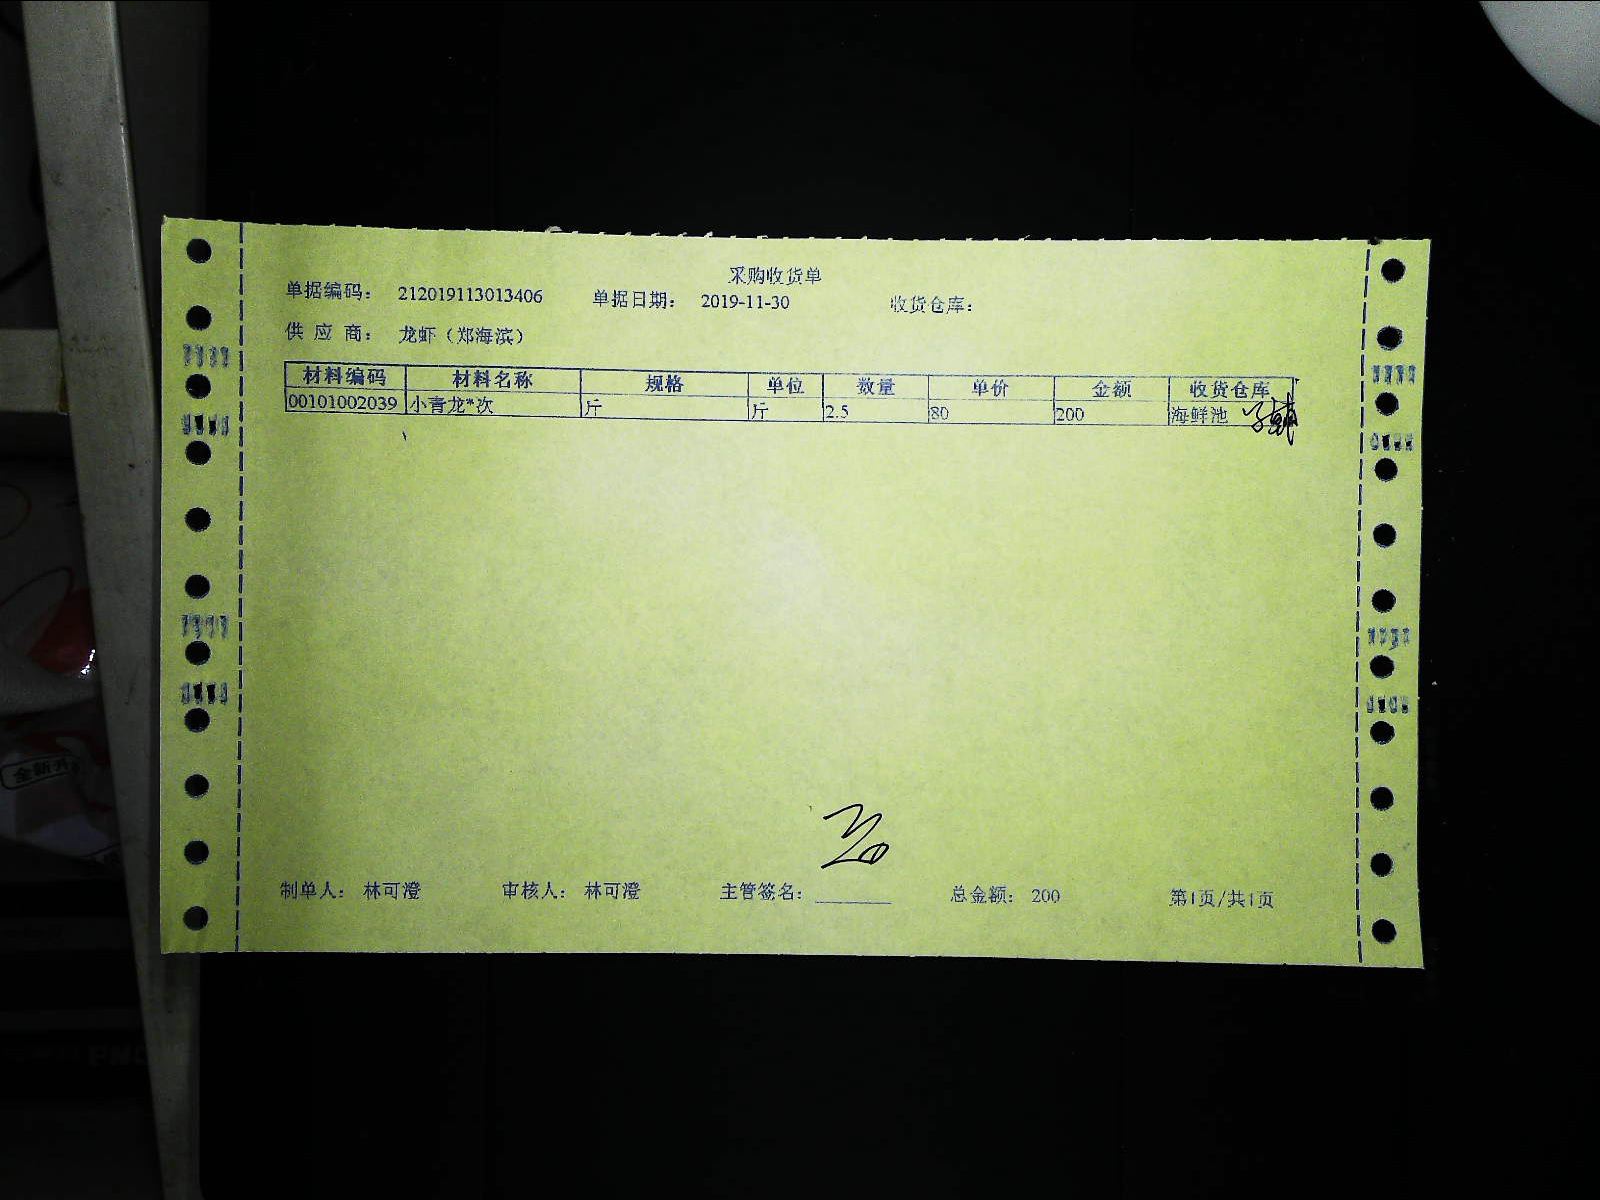 采购收货单
单据编码： 212019113013406 单据日期： 2019-11-30 收货仓库：
供 应 商： 龙虾（郑海滨）
材料编码 材料名称 规格 单位 数量 单价 金额 收货仓库
00101002039 小青龙*次 斤 斤 2.5 80 200 海鲜池
制单人： 林可澄 审核人： 林可澄 主管签名： 总金额： 200 第1页/共1页
全新升